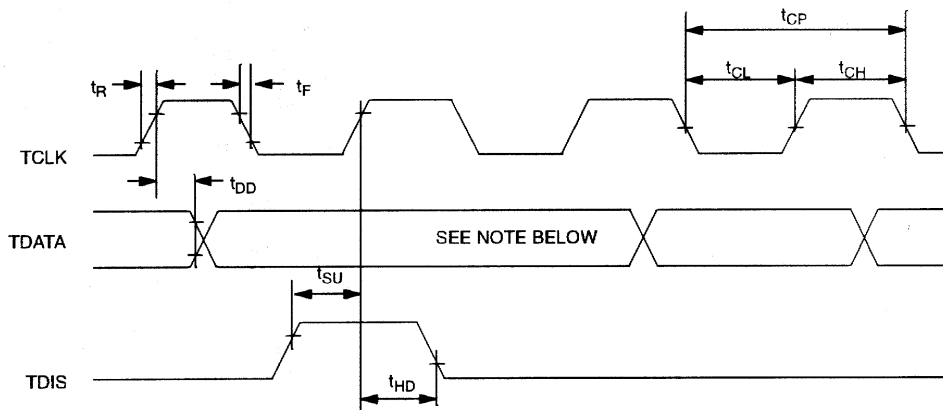 tCP
tCL
tCH
tR
tF
TCLK
tDD
TDATA
SEE NOTE BELOW
tSU
TDIS
tHD